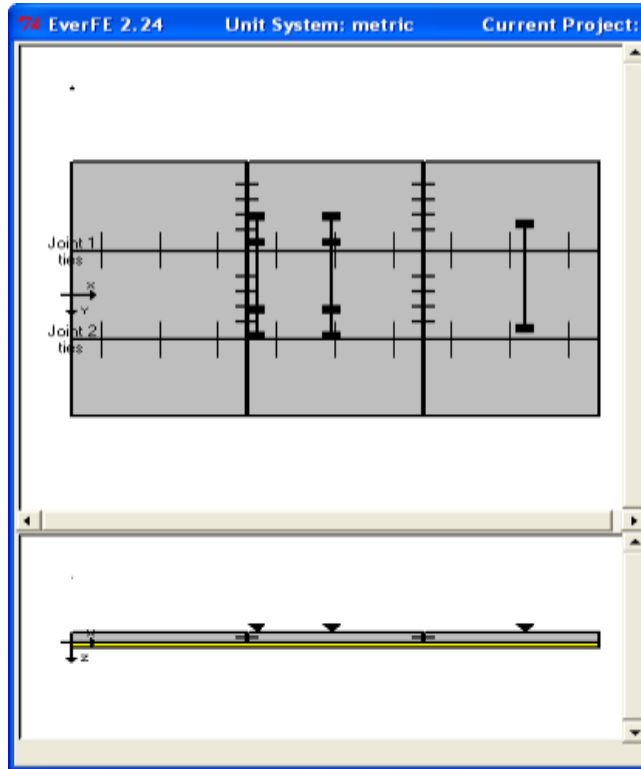 EverFE 2.24 Unit System: metric Current Project:
Joint 1
ties
X
Y
Joint 2
ties
X
Z